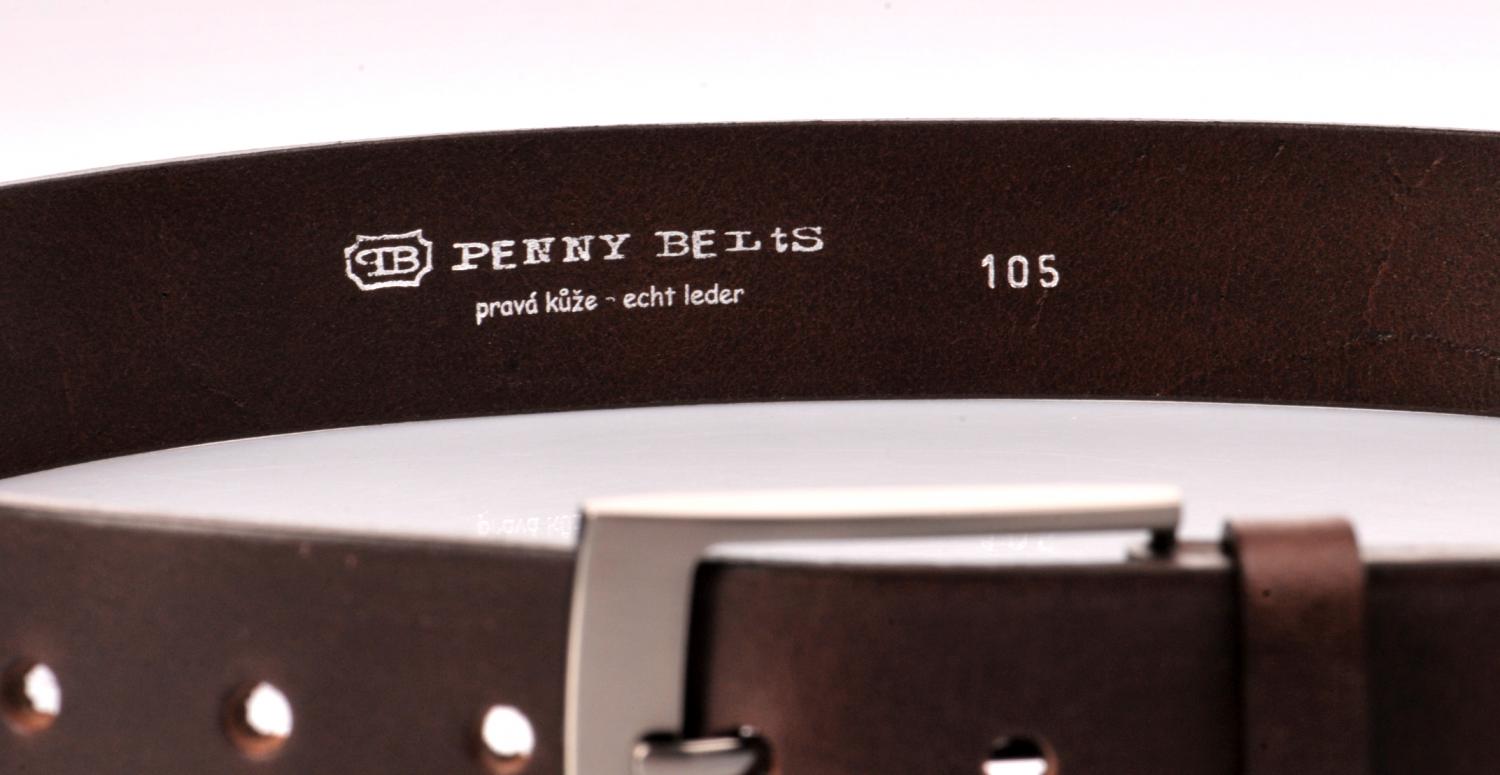 PB PENNY BELtS
pravá kůže - echt leder
105